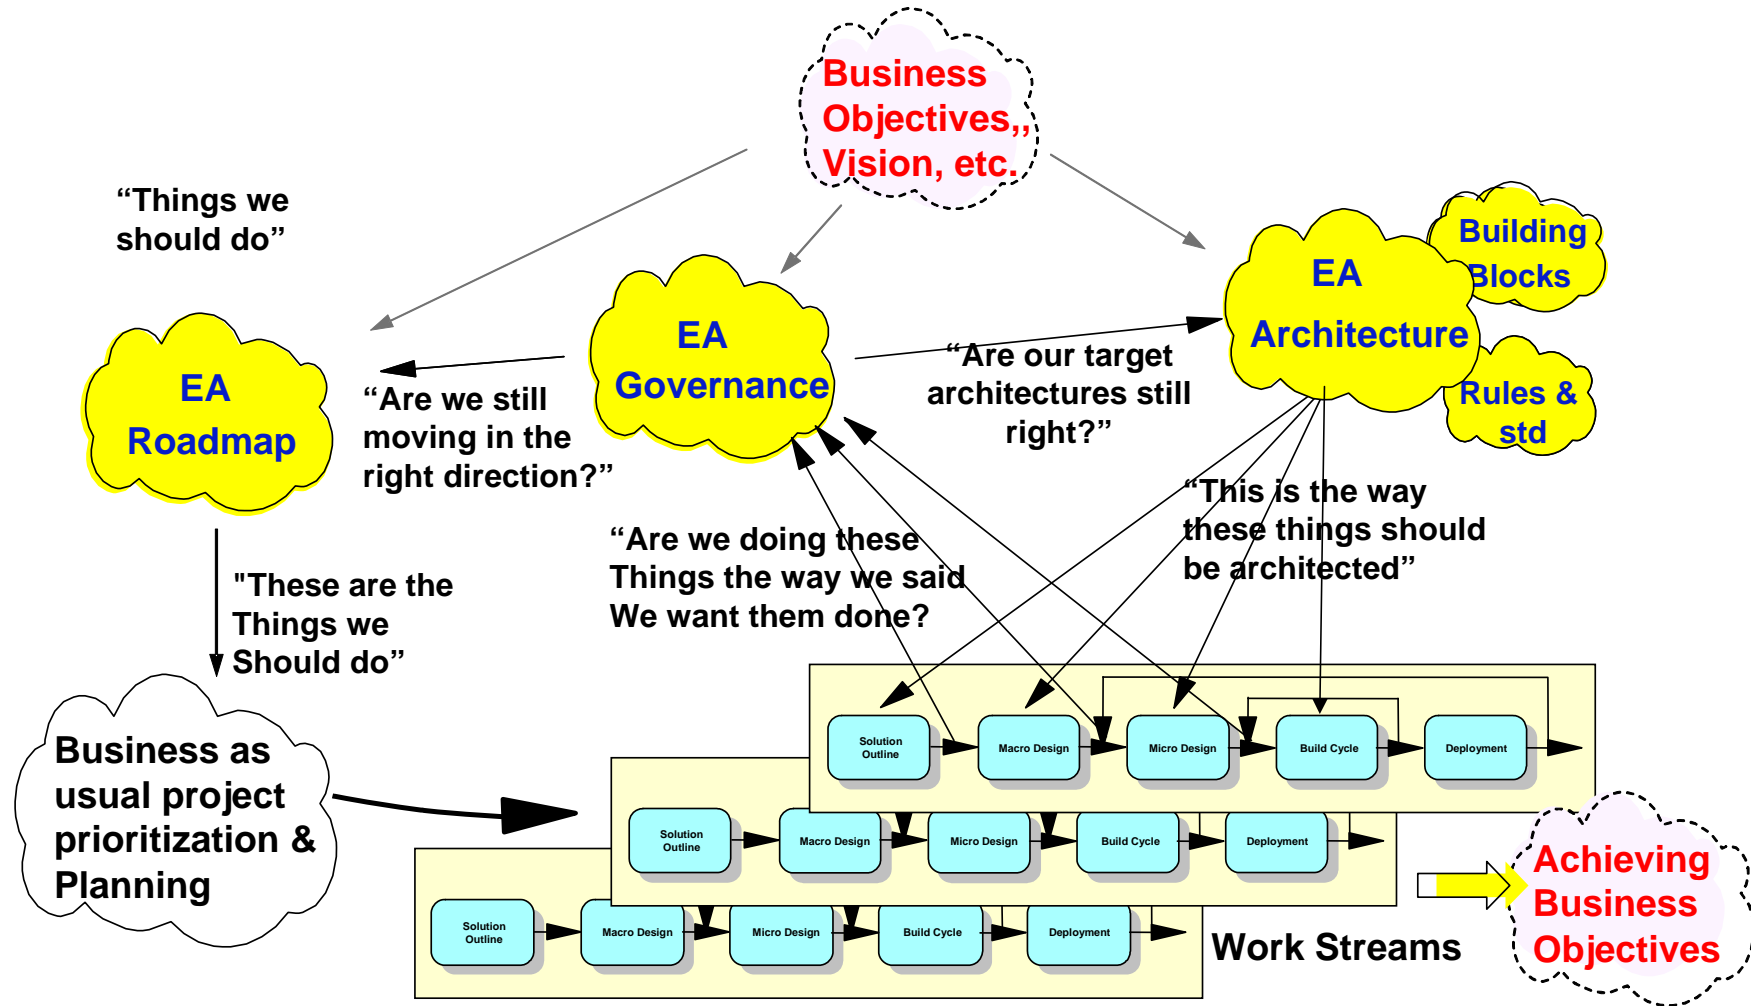 Business
Objectives,,
Vision, etc.
“Things we
should do”
Building
Blocks
EA
Architecture
Rules &
std
EA
Governance
“Are our target
architectures still
right?”
EA
Roadmap
“Are we still
moving in the
right direction?”
“This is the way
these things should
be architected”
“Are we doing these
Things the way we said
We want them done?
"These are the
Things we
Should do”
Business as
usual project
prioritization &
Planning
Solution
Outline
Macro Design
Micro Design
Build Cycle
Deployment
Solution
Outline
Macro Design
Micro Design
Build Cycle
Deployment
Solution
Outline
Macro Design
Micro Design
Build Cycle
Deployment
Work Streams
Achieving
Business
Objectives